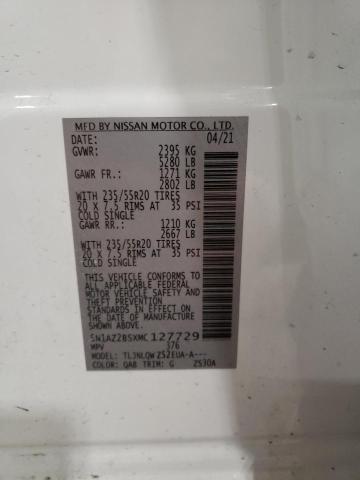 MFD BY NISSAN MOTOR CO., LTD.
DATE: 04/21
GVWR: 2395 KG
5280 LB
GAWR FR.: 1271 KG
2802 LB
WITH 235/55R20 TIRES
20 X 7.5 RIMS AT 35 PSI
COLD SINGLE
GAWR RR.: 1210 KG
2667 LB
WITH 235/55R20 TIRES
20 X 7.5 RIMS AT 35 PSI
COLD SINGLE
THIS VEHICLE CONFORMS TO
ALL APPLICABLE FEDERAL
MOTOR VEHICLE SAFETY AND
THEFT PREVENTION
STANDARDS IN EFFECT ON
THE DATE OF MANUFACTURE
SHOWN ABOVE.
5N1AZ2BSXMC127729
MPV 376
MODEL: TLJNLQWZS2EUA-A---
COLOR: QAB TRIM: G ZS30A